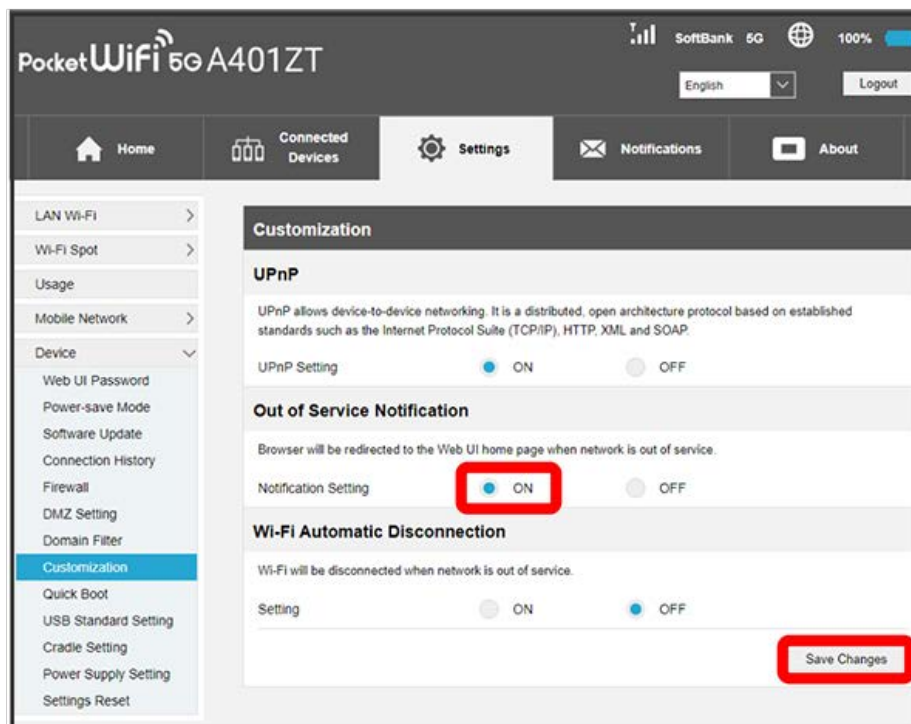 SoftBank 5G 100%
Pocket WiFi 5G A401ZT
English Logout
Home
Connected
Devices
Settings
Notifications
About
LAN Wi-Fi
Wi-Fi Spot
Usage
Mobile Network
Device
Web UI Password
Power-save Mode
Software Update
Connection History
Firewall
DMZ Setting
Domain Filter
Customization
Quick Boot
USB Standard Setting
Cradle Setting
Power Supply Setting
Settings Reset
Customization
UPnP
UPnP allows device-to-device networking. It is a distributed, open architecture protocol based on established
standards such as the Internet Protocol Suite (TCP/IP), HTTP, XML and SOAP.
UPnP Setting ON OFF
Out of Service Notification
Browser will be redirected to the Web UI home page when network is out of service.
Notification Setting ON OFF
Wi-Fi Automatic Disconnection
Wi-Fi will be disconnected when network is out of service.
Setting ON OFF
Save Changes